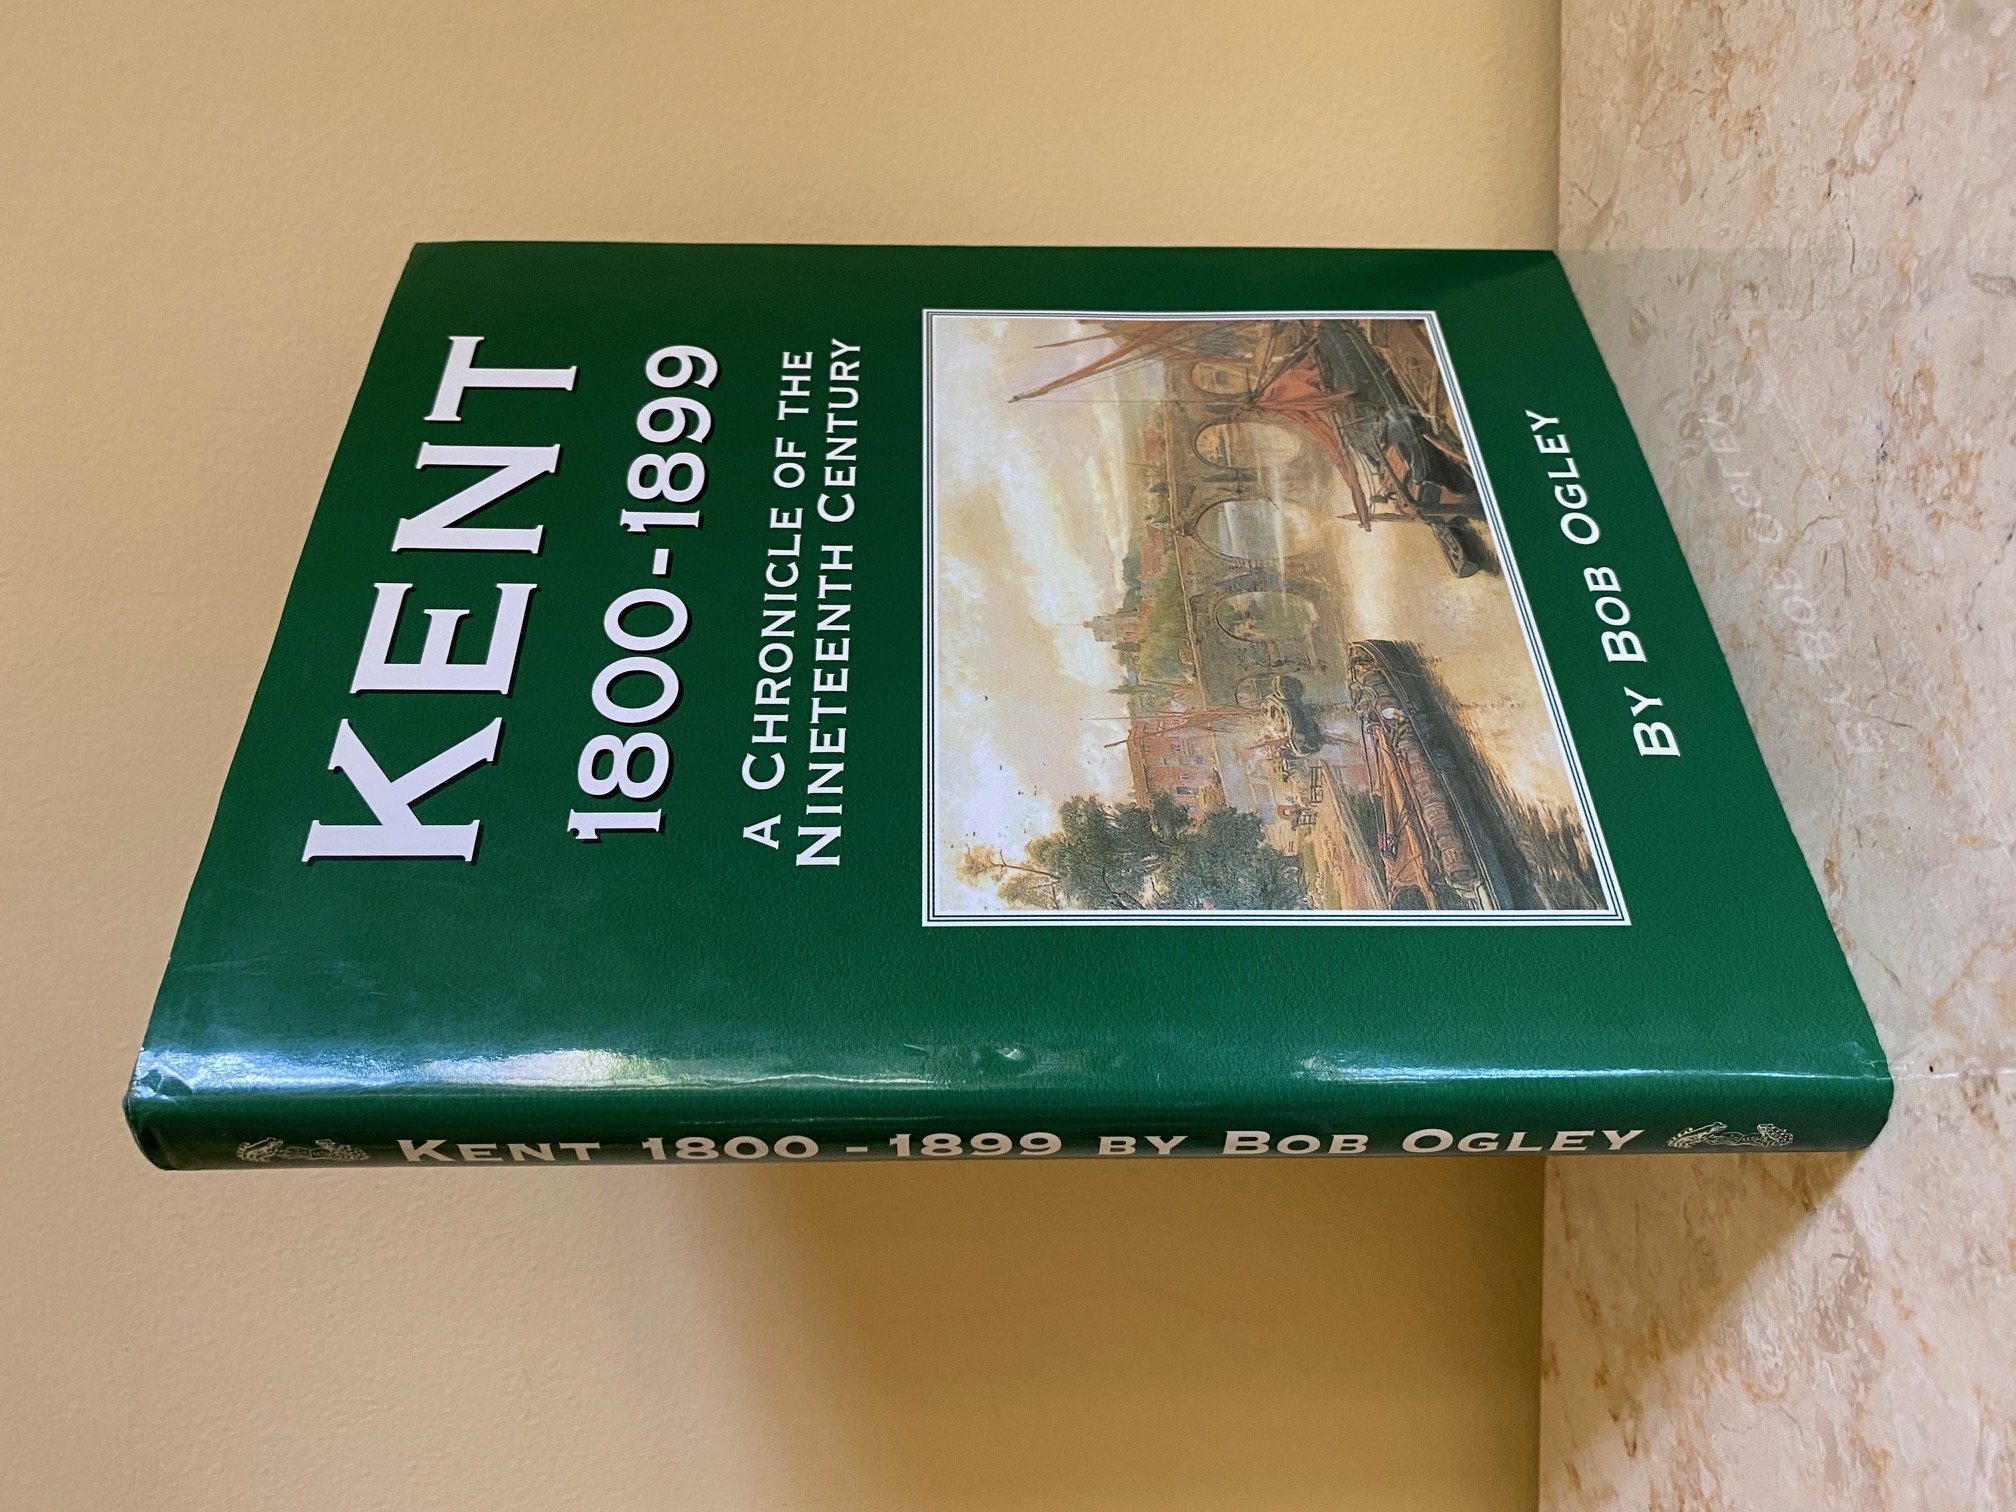 KENT
1800-1899
A CHRONICLE OF THE
NINETEENTH CENTURY
BY BOB OGLEY
KENT 1800-1899 BY BOB OGLEY